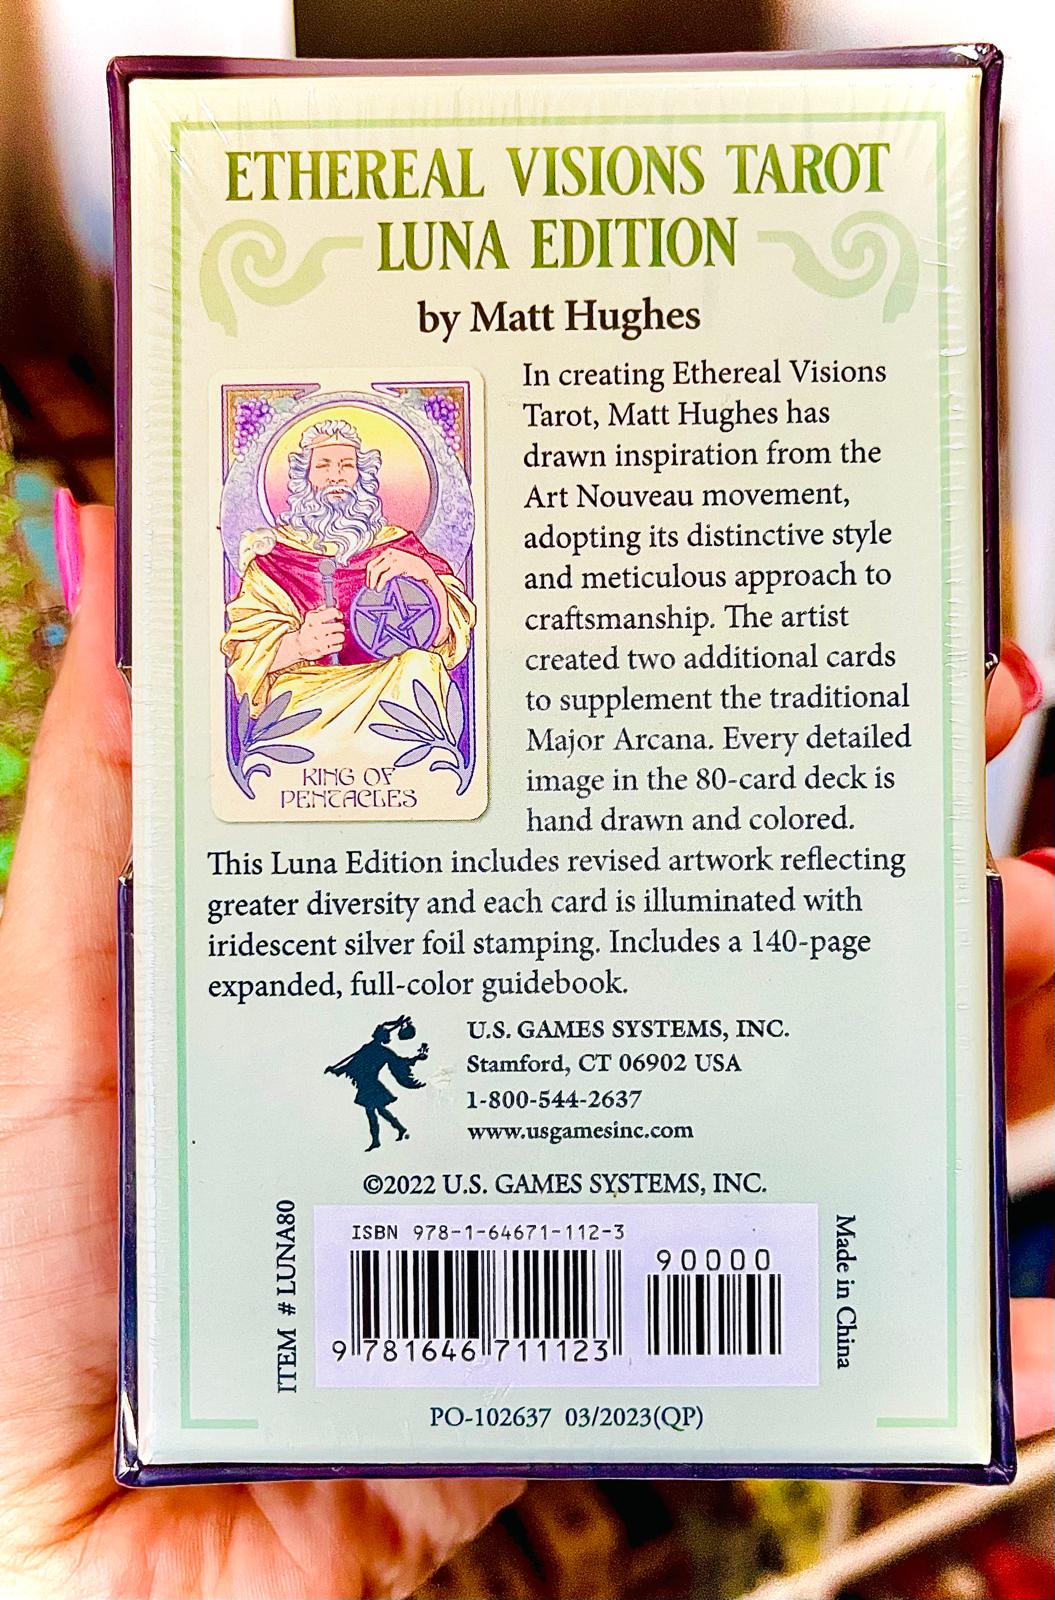 ETHEREAL VISIONS TAROT
LUNA EDITION
by Matt Hughes
KING OF
PENTACLES
In creating Ethereal Visions
Tarot, Matt Hughes has
drawn inspiration from the
Art Nouveau movement,
adopting its distinctive style
and meticulous approach to
craftsmanship. The artist
created two additional cards
to supplement the traditional
Major Arcana. Every detailed
image in the 80-card deck is
hand drawn and colored.
This Luna Edition includes revised artwork reflecting
greater diversity and each card is illuminated with
iridescent silver foil stamping. Includes a 140-page
expanded, full-color guidebook.
U.S. GAMES SYSTEMS, INC.
Stamford, CT 06902 USA
1-800-544-2637
www.usgamesinc.com
©2022 U.S. GAMES SYSTEMS, INC.
ITEM # LUNA80
ISBN 978-1-64671-112-3
90000
9 781646 711123
Made in China
PO-102637 03/2023(QP)